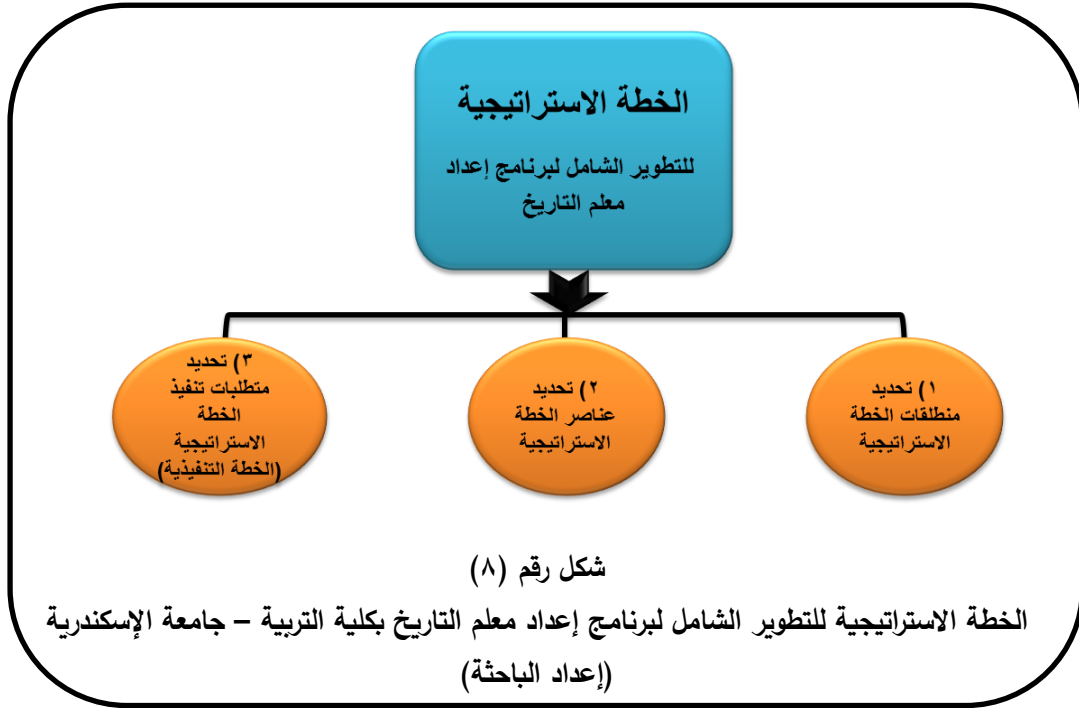 الخطة الاستراتيجية
للتطوير الشامل لبرنامج إعداد
معلم التاريخ
١) تحديد
منطلقات الخطة
الاستراتيجية
٢) تحديد
عناصر الخطة
الاستراتيجية
٣) تحديد
متطلبات تنفيذ
الخطة
الاستراتيجية
(الخطة التنفيذية)
شكل رقم (٨)
الخطة الاستراتيجية للتطوير الشامل لبرنامج إعداد معلم التاريخ بكلية التربية – جامعة الإسكندرية
(إعداد الباحثة)